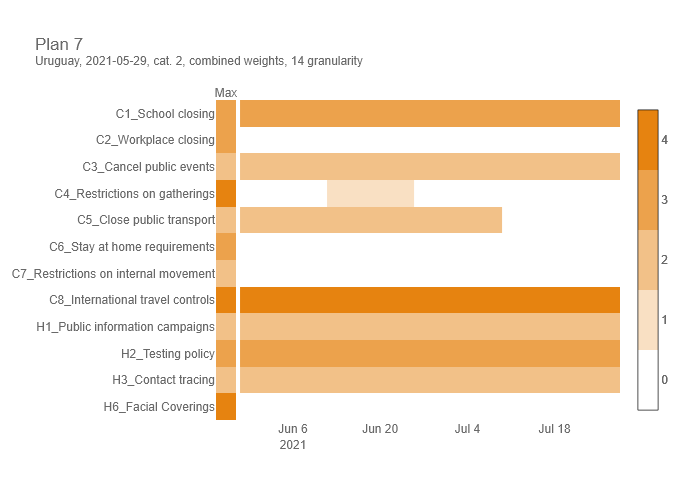 Plan 7
Uruguay, 2021-05-29, cat. 2, combined weights, 14 granularity
Max
C1_School closing
C2_Workplace closing
C3_Cancel public events
C4_Restrictions on gatherings
C5_Close public transport
C6_Stay at home requirements
C7_Restrictions on internal movement
C8_International travel controls
H1_Public information campaigns
H2_Testing policy
H3_Contact tracing
H6_Facial Coverings
Jun 6 Jun 20 Jul 4 Jul 18
2021
4
3
2
1
0